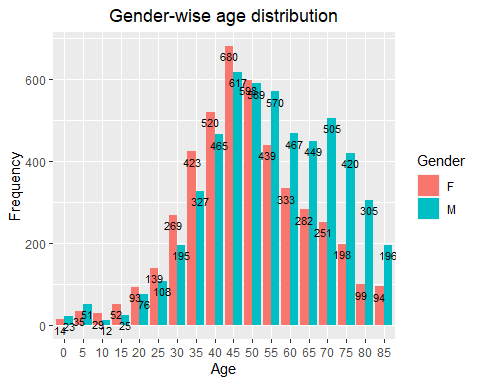 Gender-wise age distribution
Frequency
600
400
200
0
14 23 35 51 29 12 52 25 93 76 139 108 269 195 423 327 520 465 680 617 598 589 439 570 333 467 282 449 251 505 198 420 99 305 94 196
0 5 10 15 20 25 30 35 40 45 50 55 60 65 70 75 80 85
Age
Gender
F
M